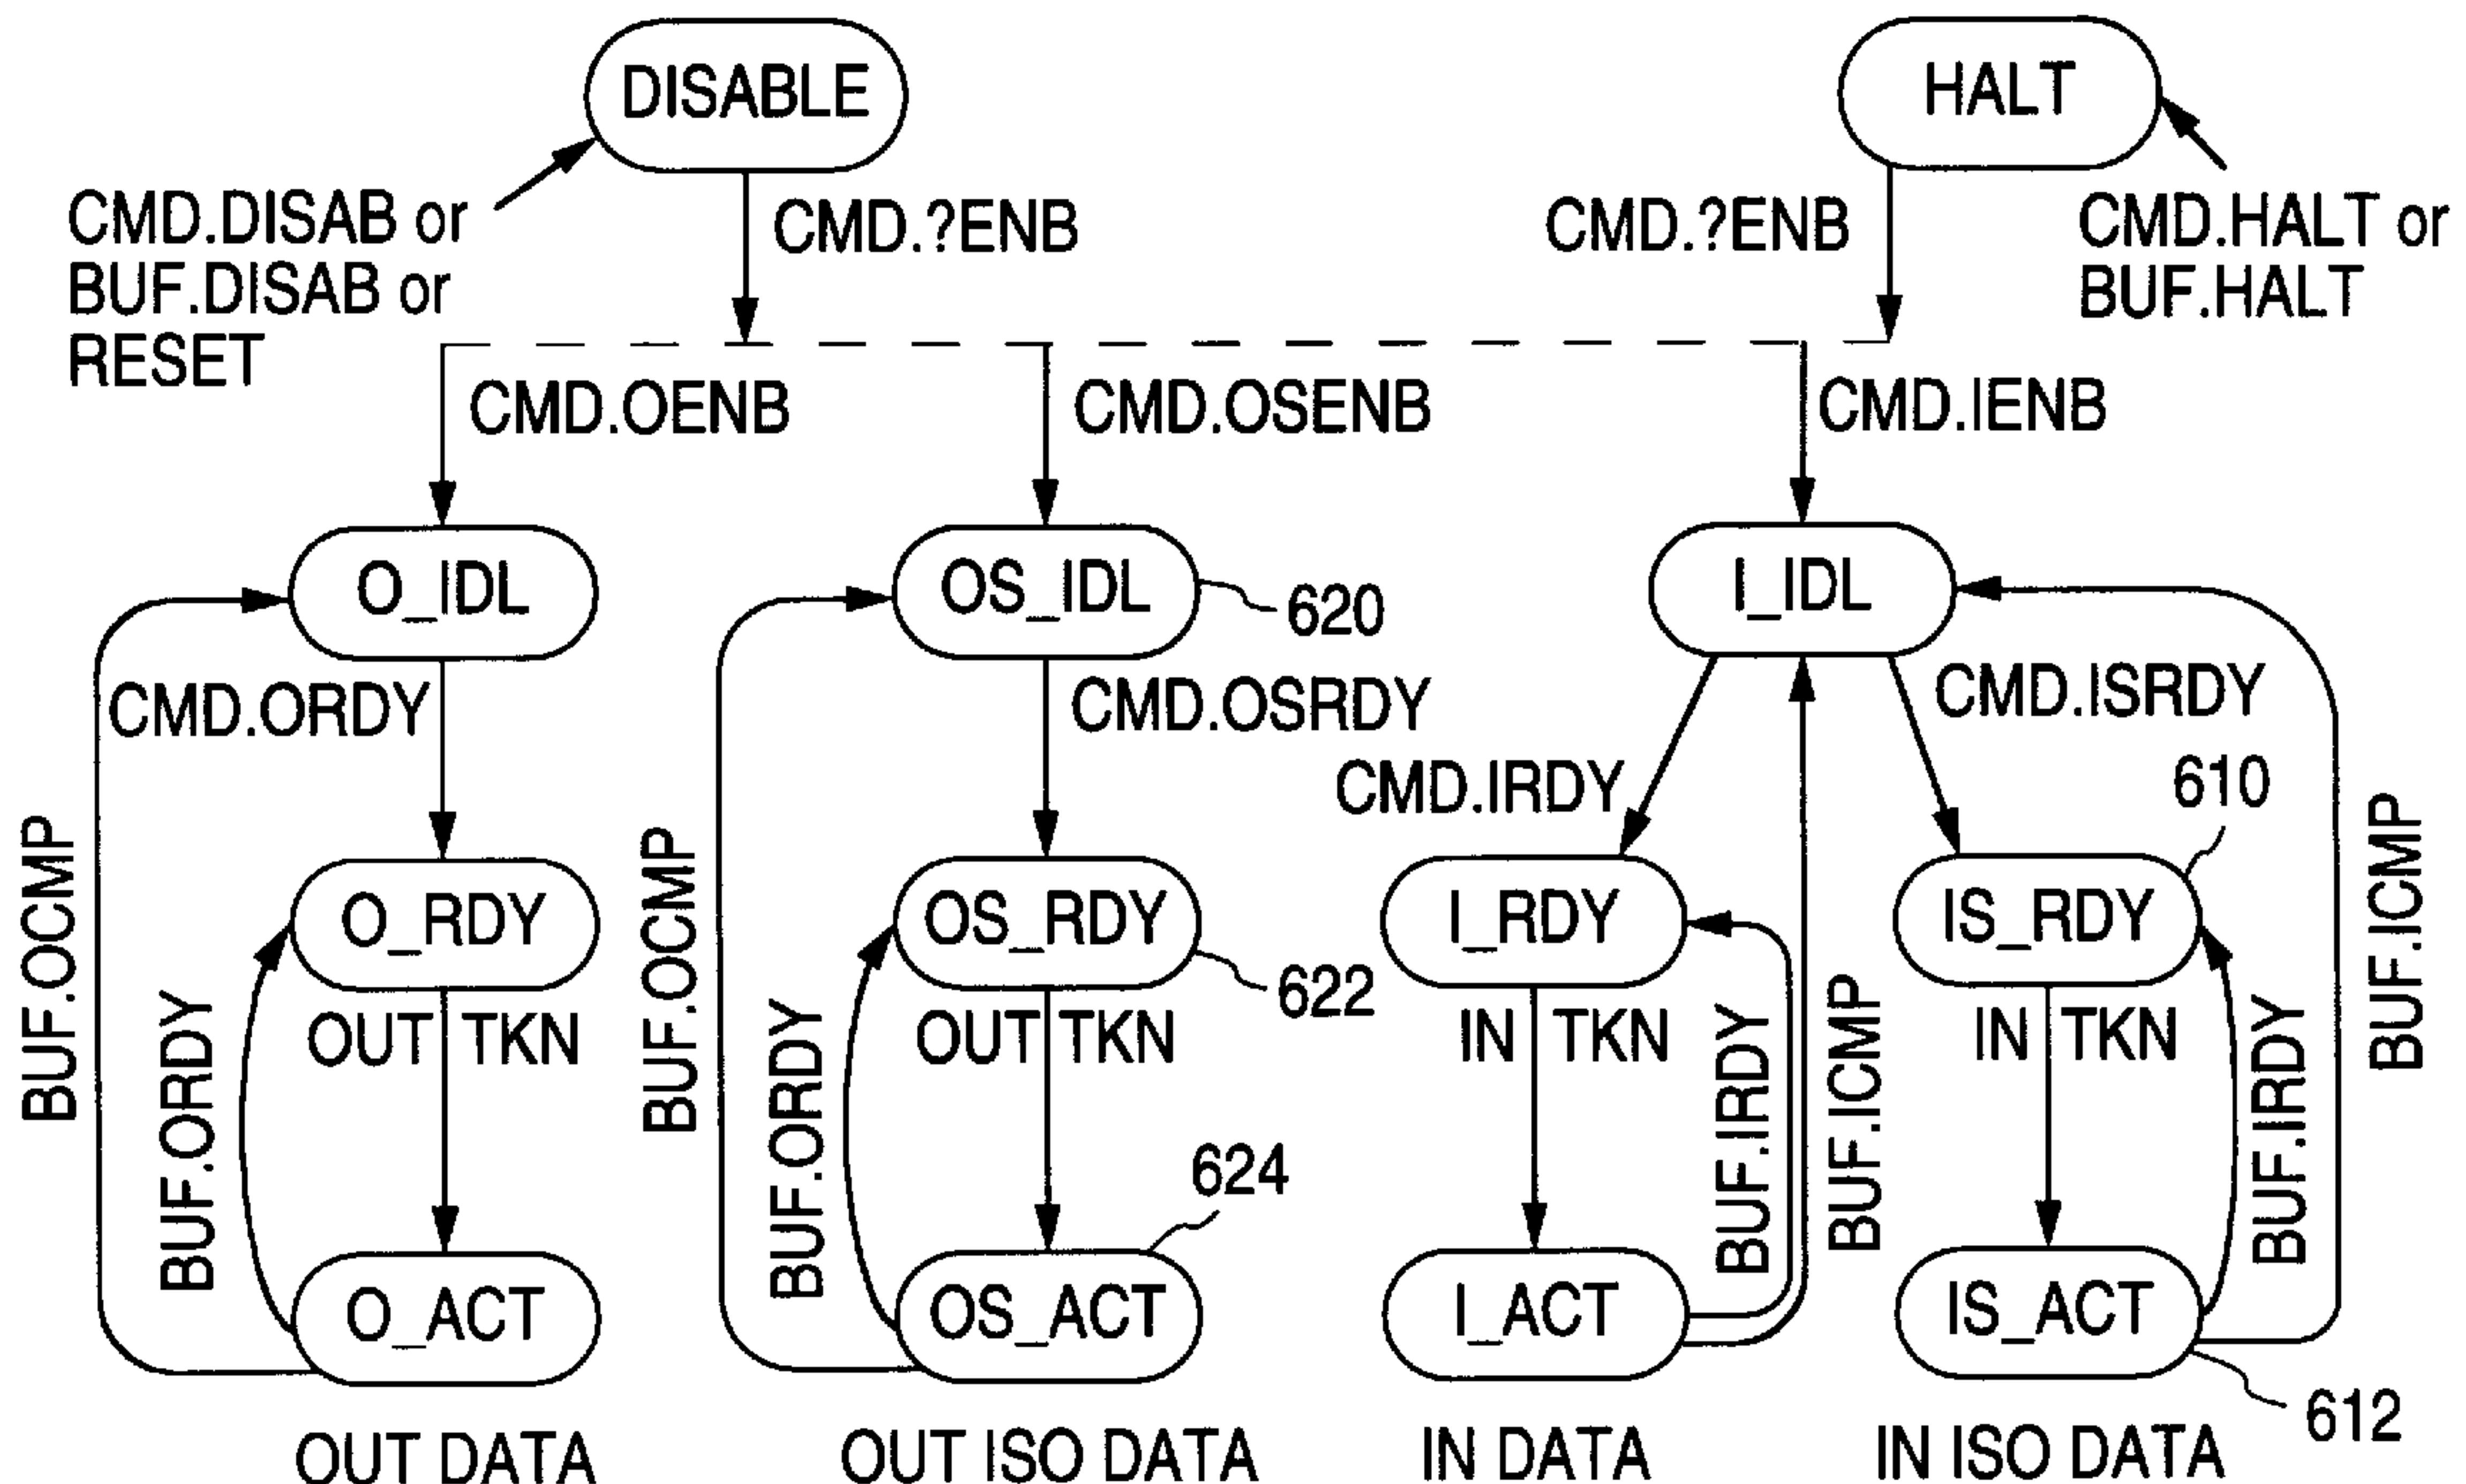 DISABLE
HALT
CMD.DISAB or
BUF.DISAB or
RESET
CMD.?ENB
CMD.?ENB
CMD.HALT or
BUF.HALT
CMD.OENB
CMD.OSENB
CMD.IENB
O_IDL
OS_IDL
620
I_IDL
CMD.ORDY
CMD.OSRDY
CMD.IRDY
CMD.ISRDY
610
BUF.OCMP
O_RDY
BUF.OCMP
OS_RDY
622
I_RDY
IS_RDY
BUF.ICMP
BUF.ORDY
OUT TKN
BUF.ORDY
OUT TKN
IN TKN
BUF.IRDY
BUF.ICMP
IN TKN
BUF.IRDY
624
O_ACT
OS_ACT
I_ACT
IS_ACT
612
OUT DATA
OUT ISO DATA
IN DATA
IN ISO DATA